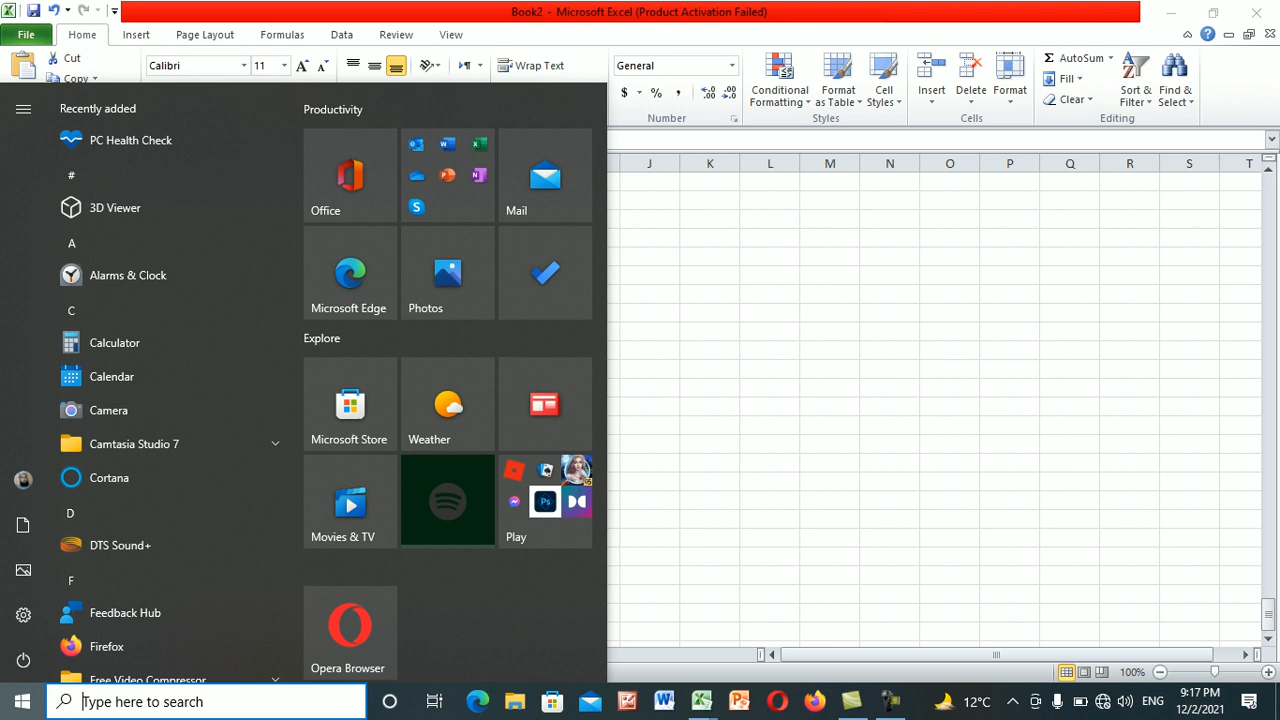 Book2 - Microsoft Excel (Product Activation Failed)
File Home Insert Page Layout Formulas Data Review View
Cut
Copy
Calibri 11
Wrap Text
General
$ % ,
Number
Conditional Formatting
Format as Table
Cell Styles
Styles
Insert
Delete
Format
Cells
Σ AutoSum
Fill
Clear
Sort & Filter
Find & Select
Editing
J K L M N O P Q R S T
Recently added
PC Health Check
#
3D Viewer
A
Alarms & Clock
C
Calculator
Calendar
Camera
Camtasia Studio 7
Cortana
D
DTS Sound+
F
Feedback Hub
Firefox
Free Video Compressor
Productivity
Office
Mail
Microsoft Edge
Photos
Explore
Microsoft Store
Weather
Movies & TV
Ps
Play
Opera Browser
100%
Type here to search
12°C
ENG
9:17 PM
12/2/2021